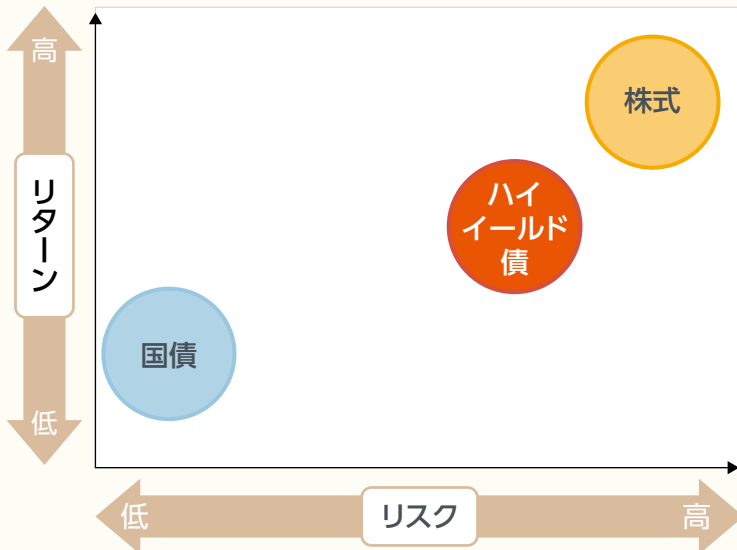 高
リターン
低
株式
ハイ
イールド
債
国債
低
リスク
高